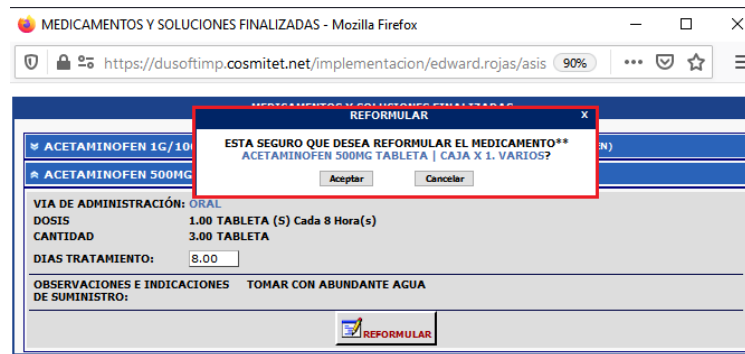 MEDICAMENTOS Y SOLUCIONES FINALIZADAS - Mozilla Firefox
https://dusoftimp.cosmitet.net/implementacion/edward.rojas/asis 90%
REFORMULAR X
ESTA SEGURO QUE DESEA REFORMULAR EL MEDICAMENTO**
ACETAMINOFEN 500MG TABLETA | CAJA X 1. VARIOS?
Aceptar Cancelar
ACETAMINOFEN 1G/10
ACETAMINOFEN 500MG
VIA DE ADMINISTRACIÓN: ORAL
DOSIS 1.00 TABLETA (S) Cada 8 Hora(s)
CANTIDAD 3.00 TABLETA
DIAS TRATAMIENTO: 8.00
OBSERVACIONES E INDICACIONES TOMAR CON ABUNDANTE AGUA
DE SUMINISTRO:
REFORMULAR